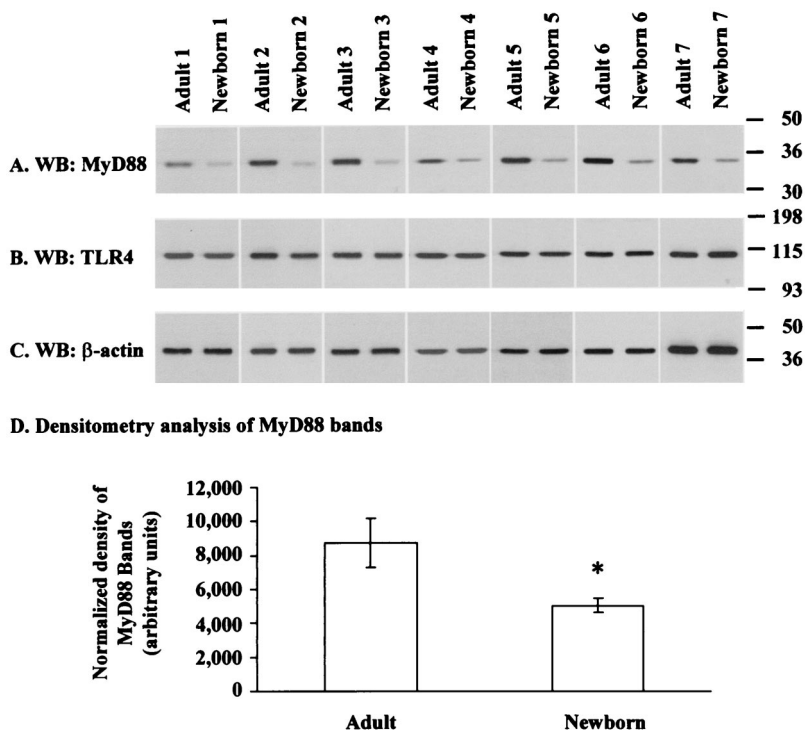 Adult 1 Newborn 1 Adult 2 Newborn 2 Adult 3 Newborn 3 Adult 4 Newborn 4 Adult 5 Newborn 5 Adult 6 Newborn 6 Adult 7 Newborn 7
50
A. WB: MyD88
36
30
198
B. WB: TLR4
115
93
50
C. WB: β-actin
36
D. Densitometry analysis of MyD88 bands
Normalized density of
MyD88 Bands
(arbitrary units)
12,000
10,000
8,000
6,000
4,000
2,000
0
*
Adult Newborn